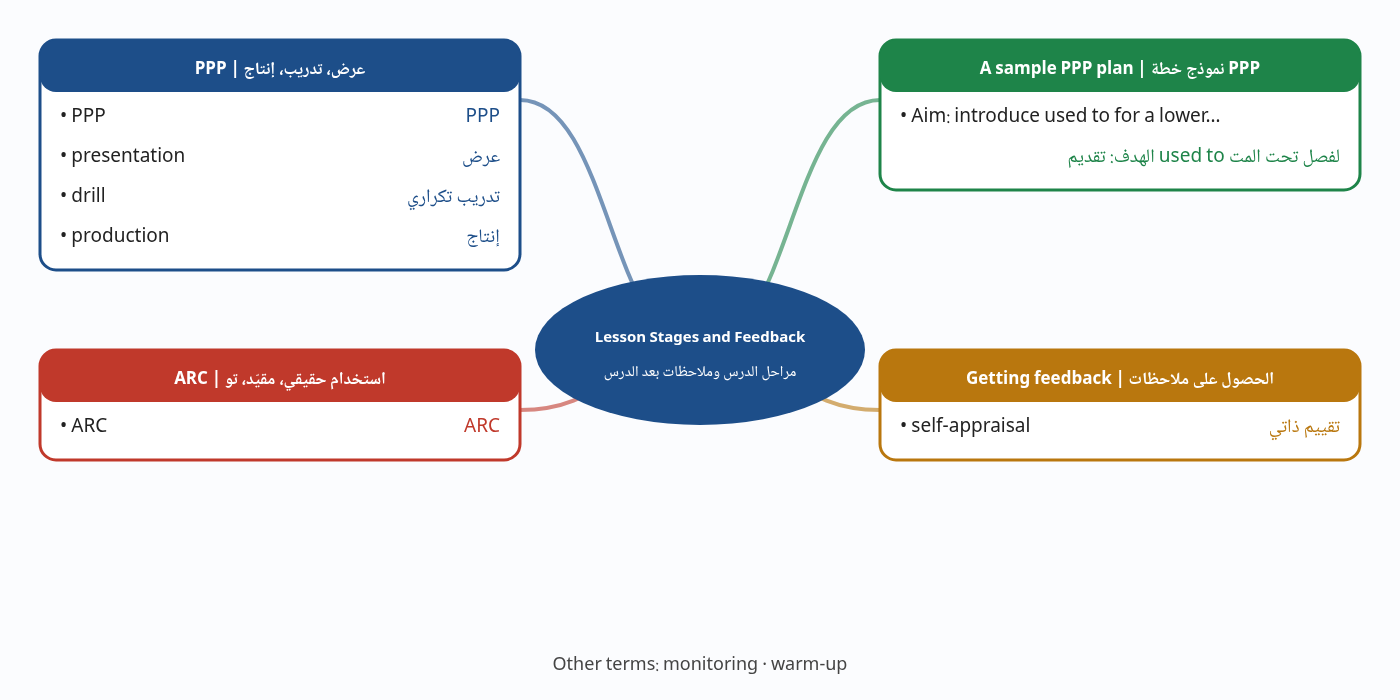 PPP | عرض، تدريب، إنتاج
• PPP PPP
• presentation عرض
• drill تدريب تكراري
• production إنتاج
A sample PPP plan | نموذج خطة PPP
• Aim: introduce used to for a lower...
الهدف: تقديم used to لفصل تحت المت
Lesson Stages and Feedback
مراحل الدرس وملاحظات بعد الدرس
ARC | استخدام حقيقي، مقيّد، تو
• ARC ARC
Getting feedback | الحصول على ملاحظات
• self-appraisal تقييم ذاتي
Other terms: monitoring · warm-up